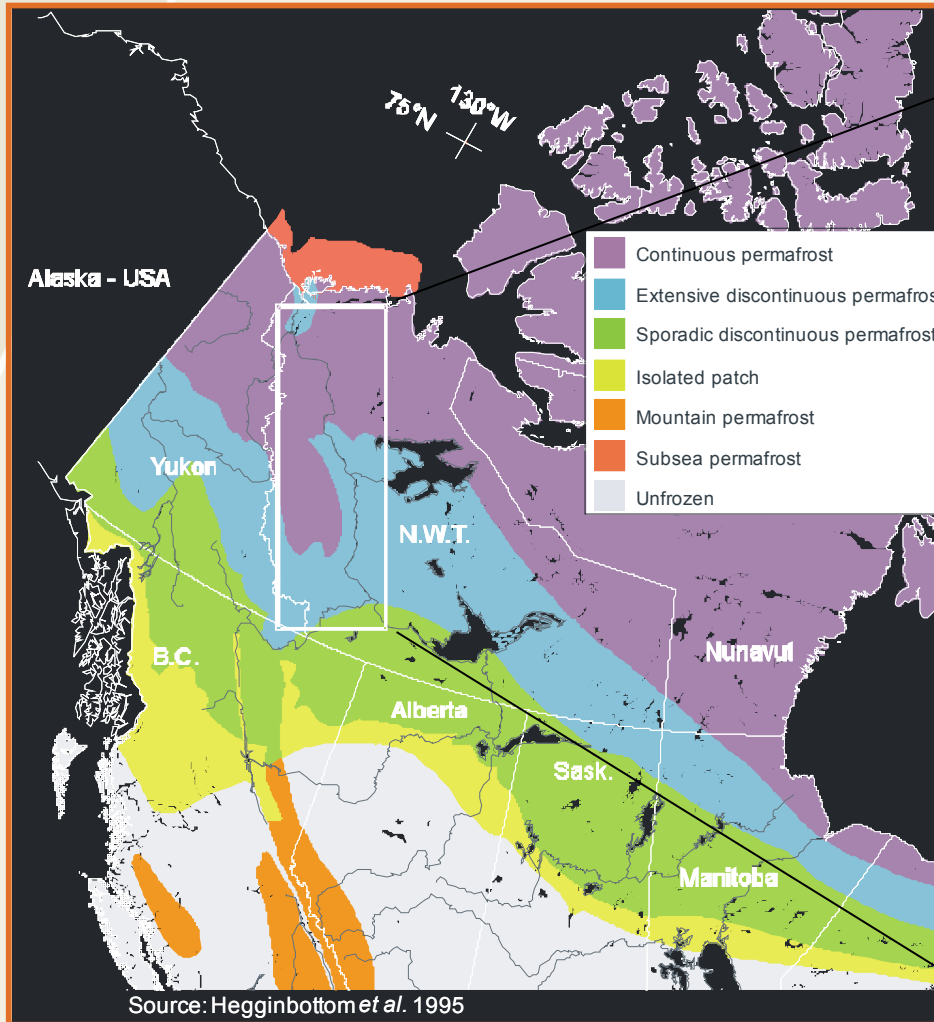 75°N
130°W
Alaska - USA
Continuous permafrost
Extensive discontinuous permafros
Sporadic discontinuous permafrost
Isolated patch
Mountain permafrost
Subsea permafrost
Unfrozen
Yukon
N.W.T.
Nunavut
B.C.
Alberta
Sask.
Manitoba
Source: Hegginbottom et al. 1995